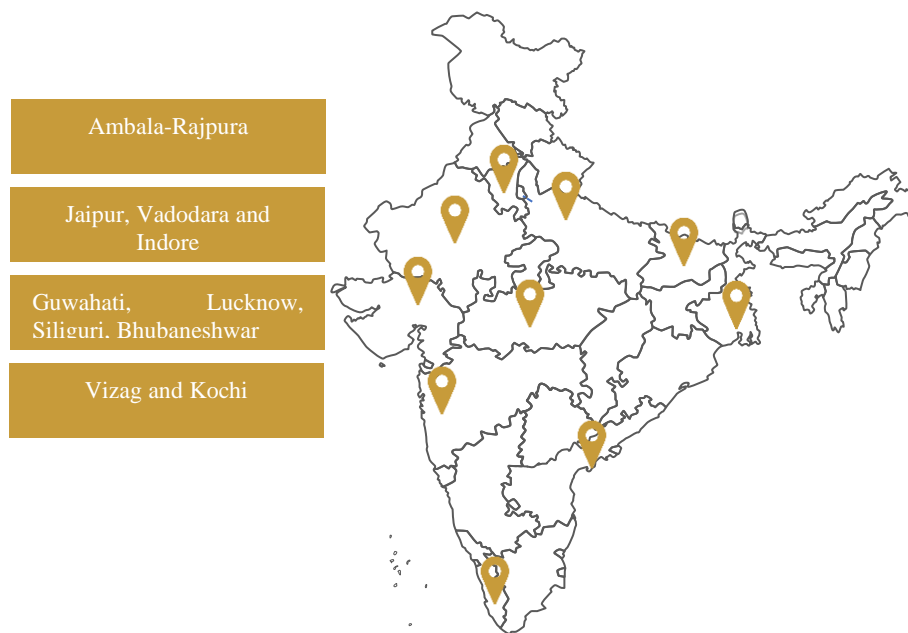 Ambala-Rajpura
Jaipur, Vadodara and
Indore
Guwahati, Lucknow,
Siliguri, Bhubaneshwar
Vizag and Kochi